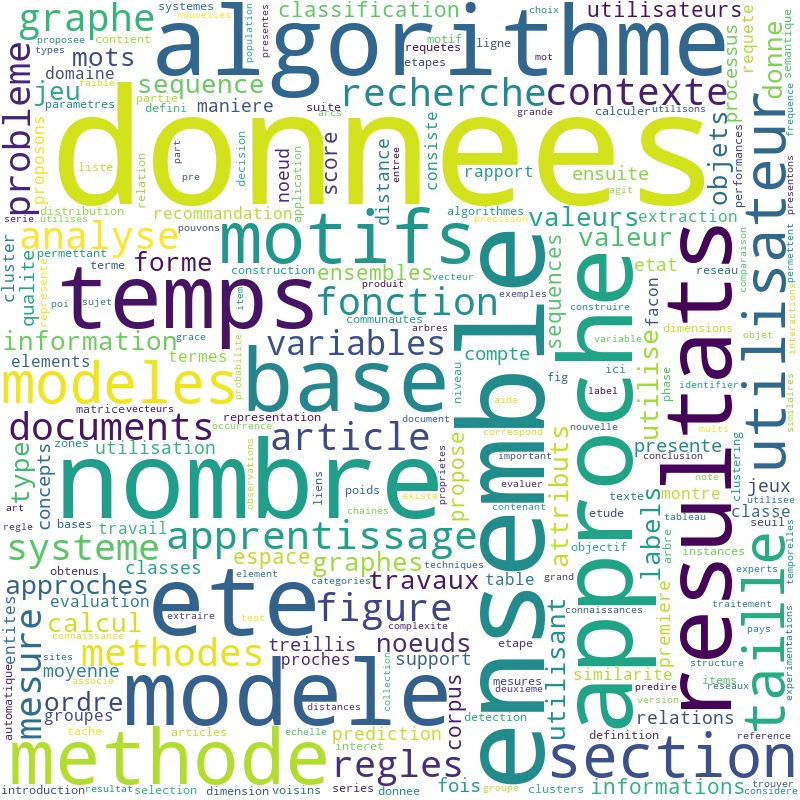 graphe
systemes
nouvelles
types
proposee
contient
mots
domaine
population
presentes
classification
motif
requetes
etapes
ligne
mot
choix
utilisateurs
algorithme
processus
requete
donne
semantique
frequence
probleme
jeu
faible
parametres
sequence
partie
defini
maniere
suite
arcs
recherche
contexte
grande
calculer
utilisons
objets
performances
presentons
donnees
proposons
liste
part
pre
relation
decision
application
noeud
entree
score
distance
consiste
rapport
ensuite
agit
utilisateur
serie
utilises
distribution
recommandation
algorithmes
precision
valeurs
extraction
cluster
qualite
analyse
permettant
pouvons
motifs
ensemble
valeur
etat
reseau
comparaison
permettent
interactions
represente
terme
forme
construction
ensembles
vecteur
sequences
approche
resultats
poi
sujet
temps
item
produit
fonction
exemples
construire
facon
dimensions
variable
objet
information
grace
communautes
arbres
probabilite
variables
compte
utilise
elements
termes
niveau
fig
ici
label
phase
identifier
similaires
modeles
base
aide
attributs
multi
documents
matrice
vecteurs
occurrence
representation
document
correspond
nouvelle
important
conclusion
clustering
type
concepts
zones
utilisation
article
propose
evaluer
presente
note
utilisee
nombre
observations
liens
poids
existe
proprietes
texte
etude
labels
montre
tableau
jeux
classe
art
regle
bases
travail
chaines
contenant
objectif
arbre
instances
seuil
taille
temporelles
systeme
apprentissage
espace
graphes
techniques
experts
obtenus
classes
element
categories
travaux
table
grand
connaissances
traitement
approches
ete
figure
etape
utilisant
premiere
entites
evaluation
extraire
test
complexite
pays
experimentations
mesure
calcul
connaissance
treillis
noeuds
structure
automatique
sites
methodes
proches
support
mesures
deuxieme
similarite
predire
items
moyenne
associe
modele
collection
corpus
detection
version
reseaux
ordre
groupes
distances
relations
tache
articles
echelle
prediction
definition
reference
methode
interet
regles
section
introduction
resultat
selection
dimension
voisins
series
donnee
fois
groupe
clusters
informations
trouver
considere